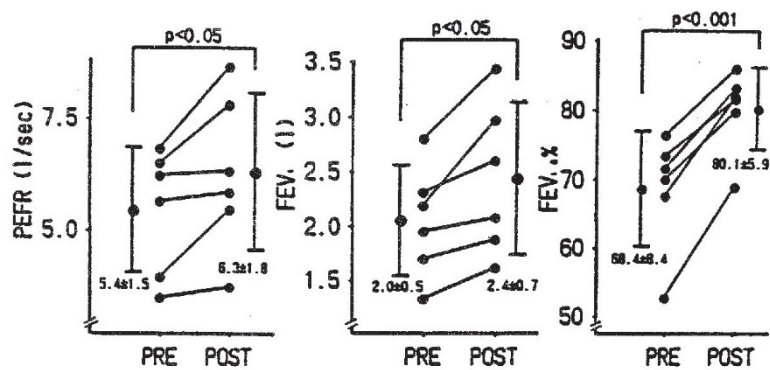 p<0.05
PEFR (l/sec)
7.5
5.0
5.4±1.5
6.3±1.8
PRE POST
p<0.05
FEV. (l)
3.5
3.0
2.5
2.0
1.5
2.0±0.5
2.4±0.7
PRE POST
p<0.001
FEV.%
90
80
70
60
50
68.4±8.4
80.1±5.9
PRE POST